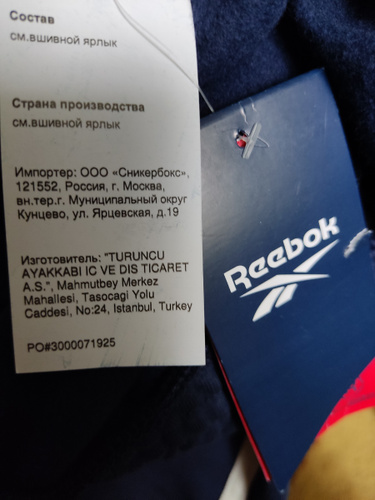 Состав
см.вшивной ярлык
Страна производства
см.вшивной ярлык
Импортер: ООО «Сникербокс»,
121552, Россия, г. Москва,
вн.тер.г. Муниципальный округ
Кунцево, ул. Ярцевская, д.19
Изготовитель: "TURUNCU
AYAKKABI IC VE DIS TICARET
A.S.", Mahmutbey Merkez
Mahallesi, Tasocagi Yolu
Caddesi, No:24, Istanbul, Turkey
PO#3000071925
Reebok